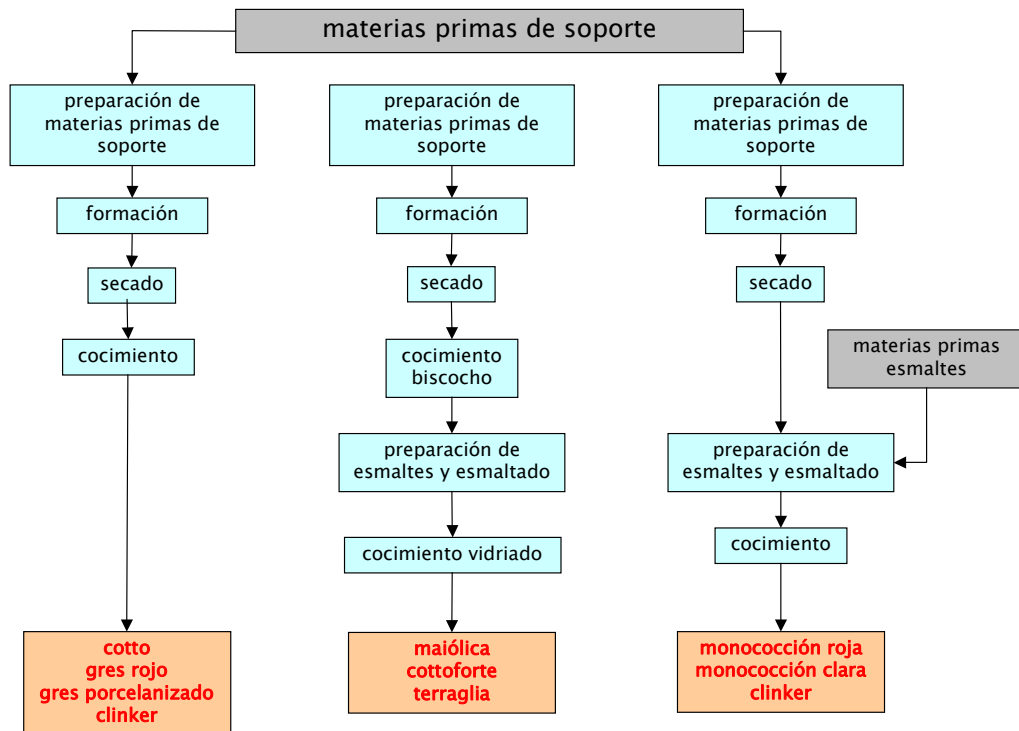 materias primas de soporte
preparación de
materias primas de
soporte
formación
secado
cocimiento
cotto
gres rojo
gres porcelanizado
clinker
preparación de
materias primas de
soporte
formación
secado
cocimiento
biscocho
preparación de
esmaltes y esmaltado
cocimiento vidriado
maiólica
cottoforte
terraglia
preparación de
materias primas de
soporte
formación
secado
materias primas
esmaltes
preparación de
esmaltes y esmaltado
cocimiento
monococción roja
monococción clara
clinker